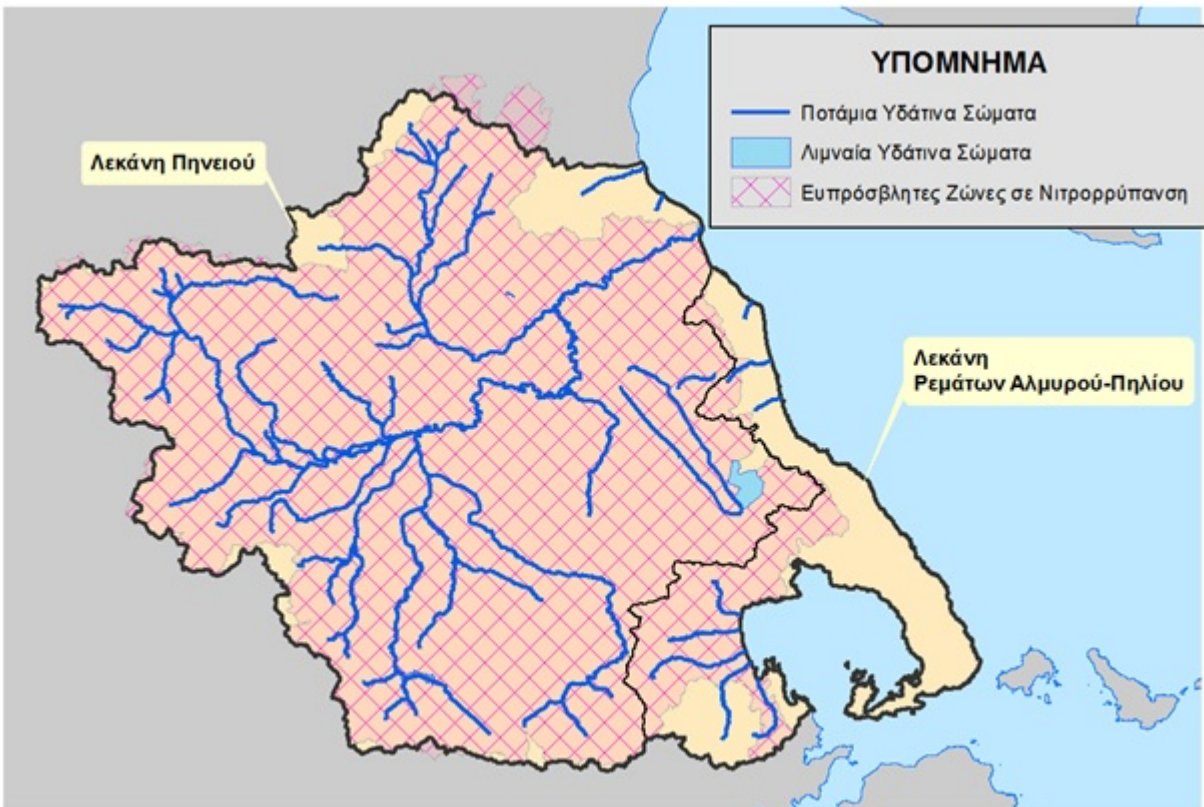 ΥΠΟΜΝΗΜΑ
Ποτάμια Υδάτινα Σώματα
Λιμναία Υδάτινα Σώματα
Ευπρόσβλητες Ζώνες σε Νιτρορρύπανση
Λεκάνη Πηνειού
Λεκάνη
Ρεμάτων Αλμυρού-Πηλίου